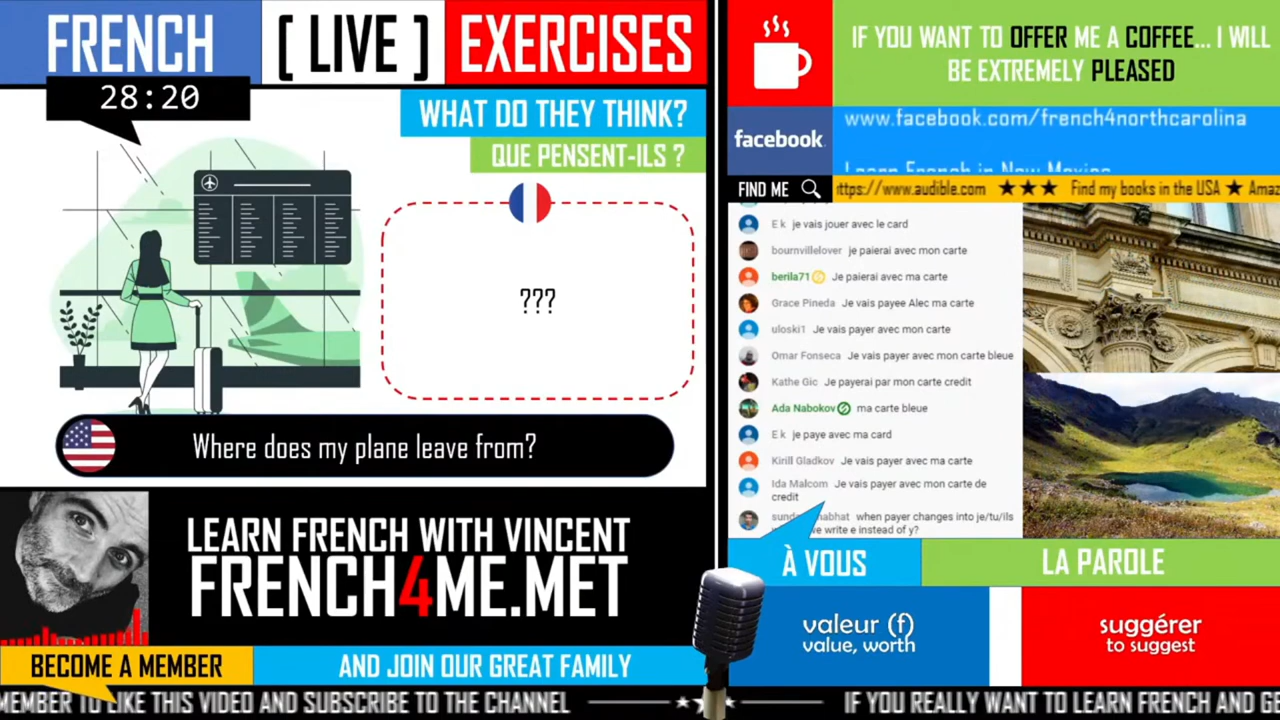 FRENCH
[ LIVE ]
EXERCISES
28:20
WHAT DO THEY THINK?
QUE PENSENT-ILS ?
???
Where does my plane leave from?
LEARN FRENCH WITH VINCENT
FRENCH4ME.MET
BECOME A MEMBER
AND JOIN OUR GREAT FAMILY
IF YOU WANT TO OFFER ME A COFFEE... I WILL
BE EXTREMELY PLEASED
facebook
www.facebook.com/french4northcarolina
Learn French in New Mexico
FIND ME
ttps://www.audible.com ★★★ Find my books in the USA ★ Amaz
E k je vais jouer avec le card
bournvillelover je paierai avec mon carte
berila71 Je paierai avec ma carte
Grace Pineda Je vais payee Alec ma carte
uloski1 Je vais payer avec mon carte
Omar Fonseca Je vais payer avec mon carte bleue
Kathe Gic Je payerai par mon carte credit
Ada Nabokov ma carte bleue
E k je paye avec ma card
Kirill Gladkov Je vais payer avec ma carte
Ida Malcom Je vais payer avec mon carte de
credit
when payer changes into je/tu/ils
we write e instead of y?
À VOUS
LA PAROLE
valeur (f)
value, worth
suggérer
to suggest
MEMBER TO LIKE THIS VIDEO AND SUBSCRIBE TO THE CHANNEL
IF YOU REALLY WANT TO LEARN FRENCH AND GE